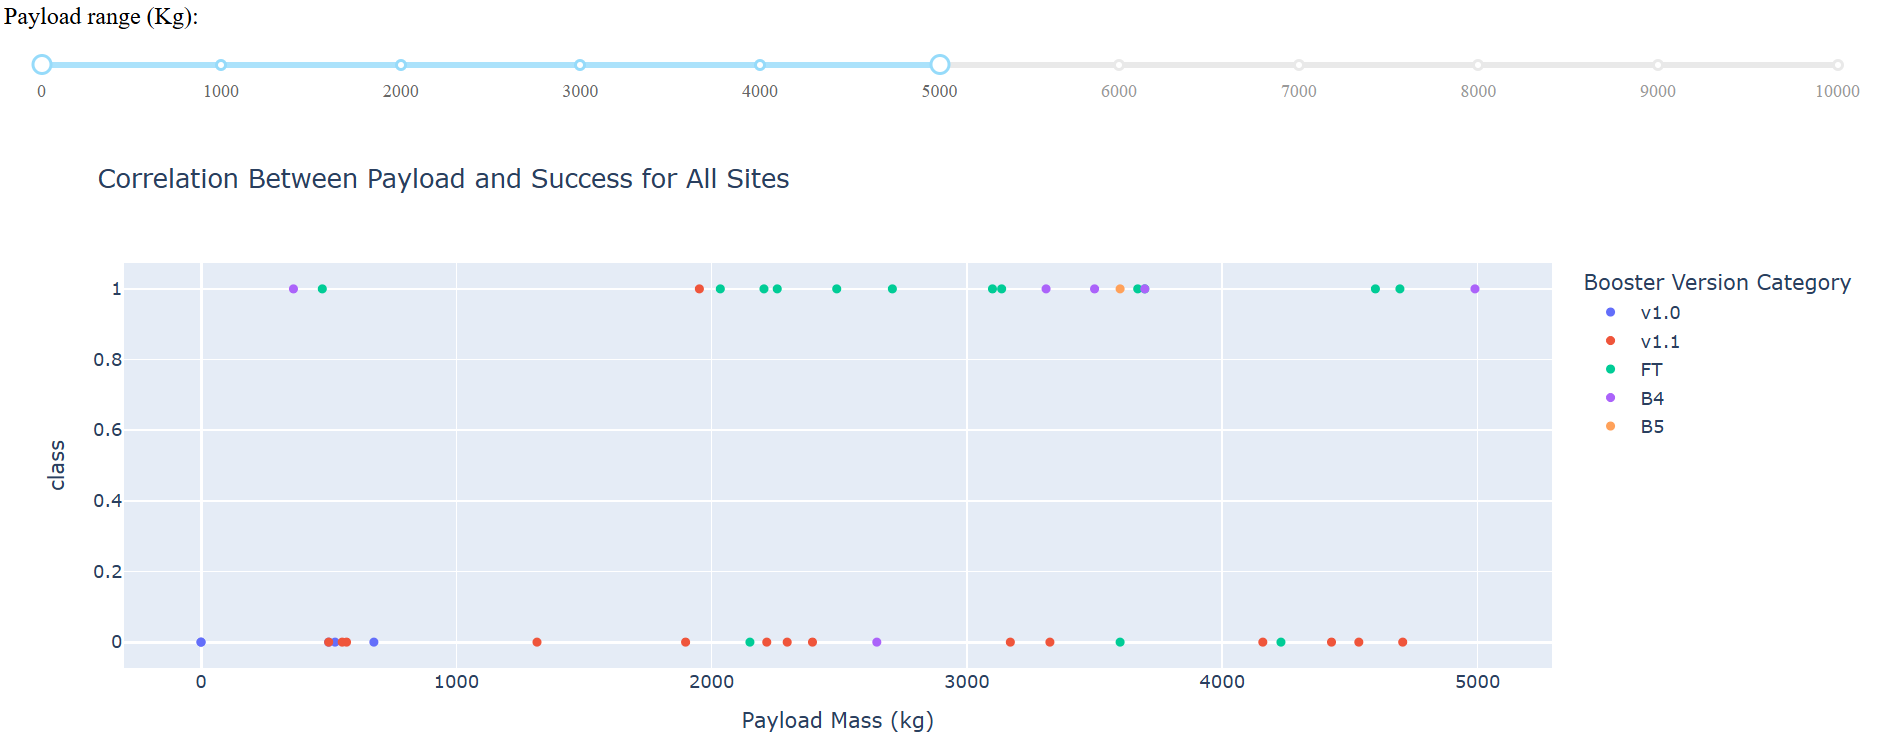 Payload range (Kg):
0 1000 2000 3000 4000 5000 6000 7000 8000 9000 10000
Correlation Between Payload and Success for All Sites
1
0.8
0.6
0.4
0.2
0
class
0 1000 2000 3000 4000 5000
Payload Mass (kg)
Booster Version Category
v1.0
v1.1
FT
B4
B5